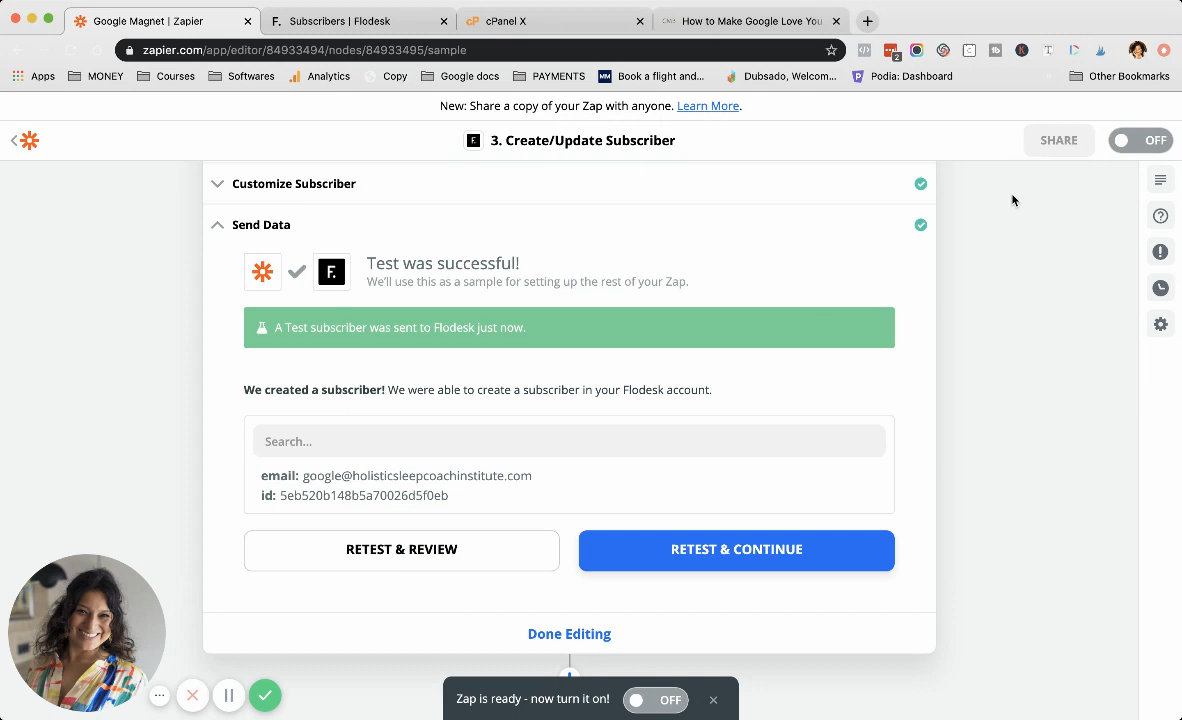 Google Magnet | Zapier
Subscribers | Flodesk
cPanel X
How to Make Google Love You
zapier.com/app/editor/84933494/nodes/84933495/sample
2
Apps
MONEY
Courses
Softwares
Analytics
Copy
Google docs
PAYMENTS
Book a flight and...
Dubsado, Welcom...
Podia: Dashboard
Other Bookmarks
New: Share a copy of your Zap with anyone. Learn More.
3. Create/Update Subscriber
SHARE
OFF
Customize Subscriber
Send Data
F.
Test was successful!
We'll use this as a sample for setting up the rest of your Zap.
A Test subscriber was sent to Flodesk just now.
We created a subscriber! We were able to create a subscriber in your Flodesk account.
Search...
email: google@holisticsleepcoachinstitute.com
id: 5eb520b148b5a70026d5f0eb
RETEST & REVIEW
RETEST & CONTINUE
Done Editing
Zap is ready - now turn it on!
OFF